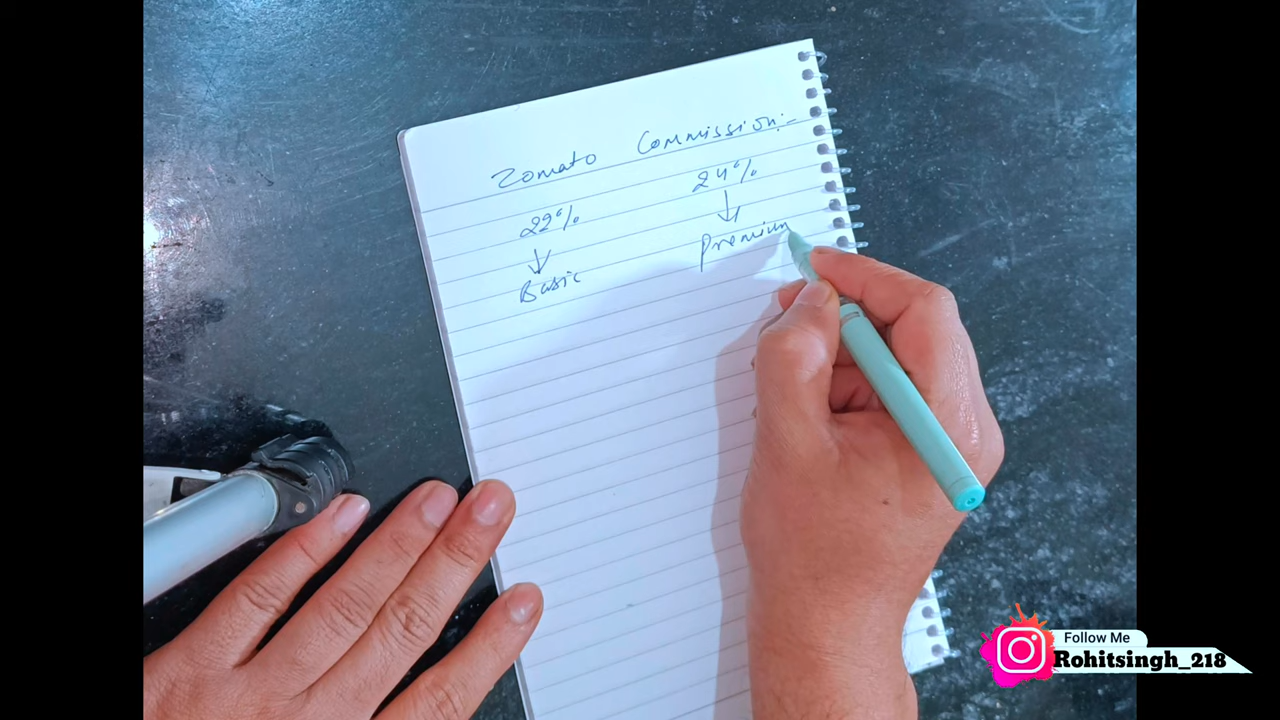 Zomato Commission:-
22% 24%
Basic Premium
Follow Me
Rohitsingh_218